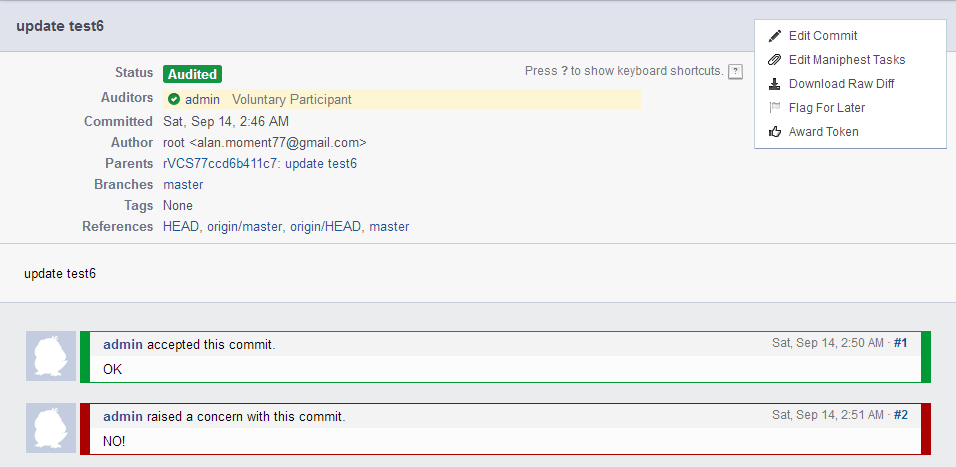 update test6
Edit Commit
Edit Maniphest Tasks
Download Raw Diff
Flag For Later
Award Token
Status Audited
Press ? to show keyboard shortcuts. ?
Auditors admin Voluntary Participant
Committed Sat, Sep 14, 2:46 AM
Author root <alan.moment77@gmail.com>
Parents rVCS77ccd6b411c7: update test6
Branches master
Tags None
References HEAD, origin/master, origin/HEAD, master
update test6
admin accepted this commit. Sat, Sep 14, 2:50 AM · #1
OK
admin raised a concern with this commit. Sat, Sep 14, 2:51 AM · #2
NO!